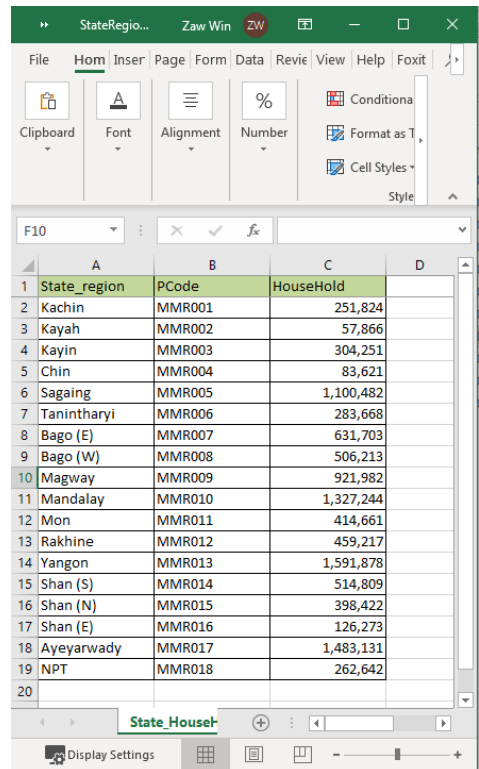 StateRegio... Zaw Win ZW
File Hom Inser Page Form Data Revie View Help Foxit
Clipboard Font Alignment Number
% Conditiona
Format as T
Cell Styles
Style
F10 fx
A B C D
1 State_region PCode HouseHold
2 Kachin MMR001 251,824
3 Kayah MMR002 57,866
4 Kayin MMR003 304,251
5 Chin MMR004 83,621
6 Sagaing MMR005 1,100,482
7 Tanintharyi MMR006 283,668
8 Bago (E) MMR007 631,703
9 Bago (W) MMR008 506,213
10 Magway MMR009 921,982
11 Mandalay MMR010 1,327,244
12 Mon MMR011 414,661
13 Rakhine MMR012 459,217
14 Yangon MMR013 1,591,878
15 Shan (S) MMR014 514,809
16 Shan (N) MMR015 398,422
17 Shan (E) MMR016 126,273
18 Ayeyarwady MMR017 1,483,131
19 NPT MMR018 262,642
20
State_HouseH
Display Settings